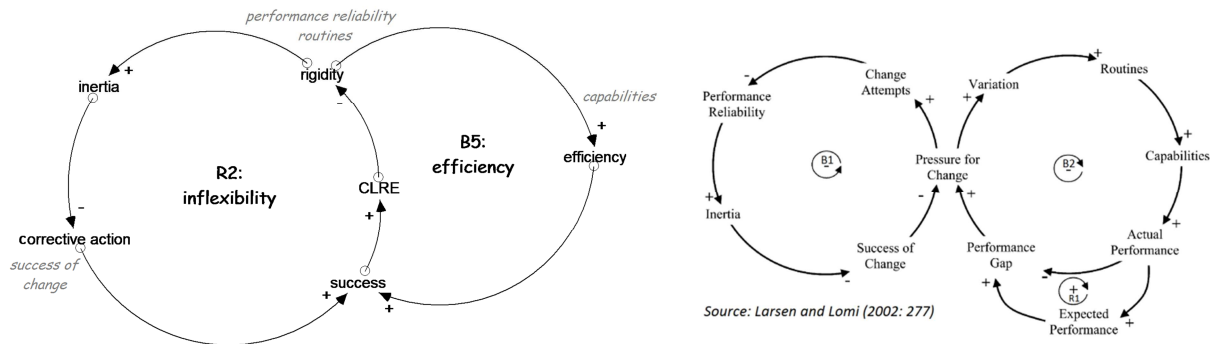 performance reliability
routines
rigidity
+
inertia
-
capabilities
+
efficiency
R2:
inflexibility
B5:
efficiency
-
CLRE
+
-
corrective action
success of
change
success
+
+
Change
Attempts
-
Performance
Reliability
+
Variation
+
+
Routines
B1
-
Pressure for
Change
B2
-
+
Capabilities
+
Inertia
-
+
Success of
Change
-
Performance
Gap
+
Actual
Performance
-
+
R1
+
Expected
Performance
+
Source: Larsen and Lomi (2002: 277)